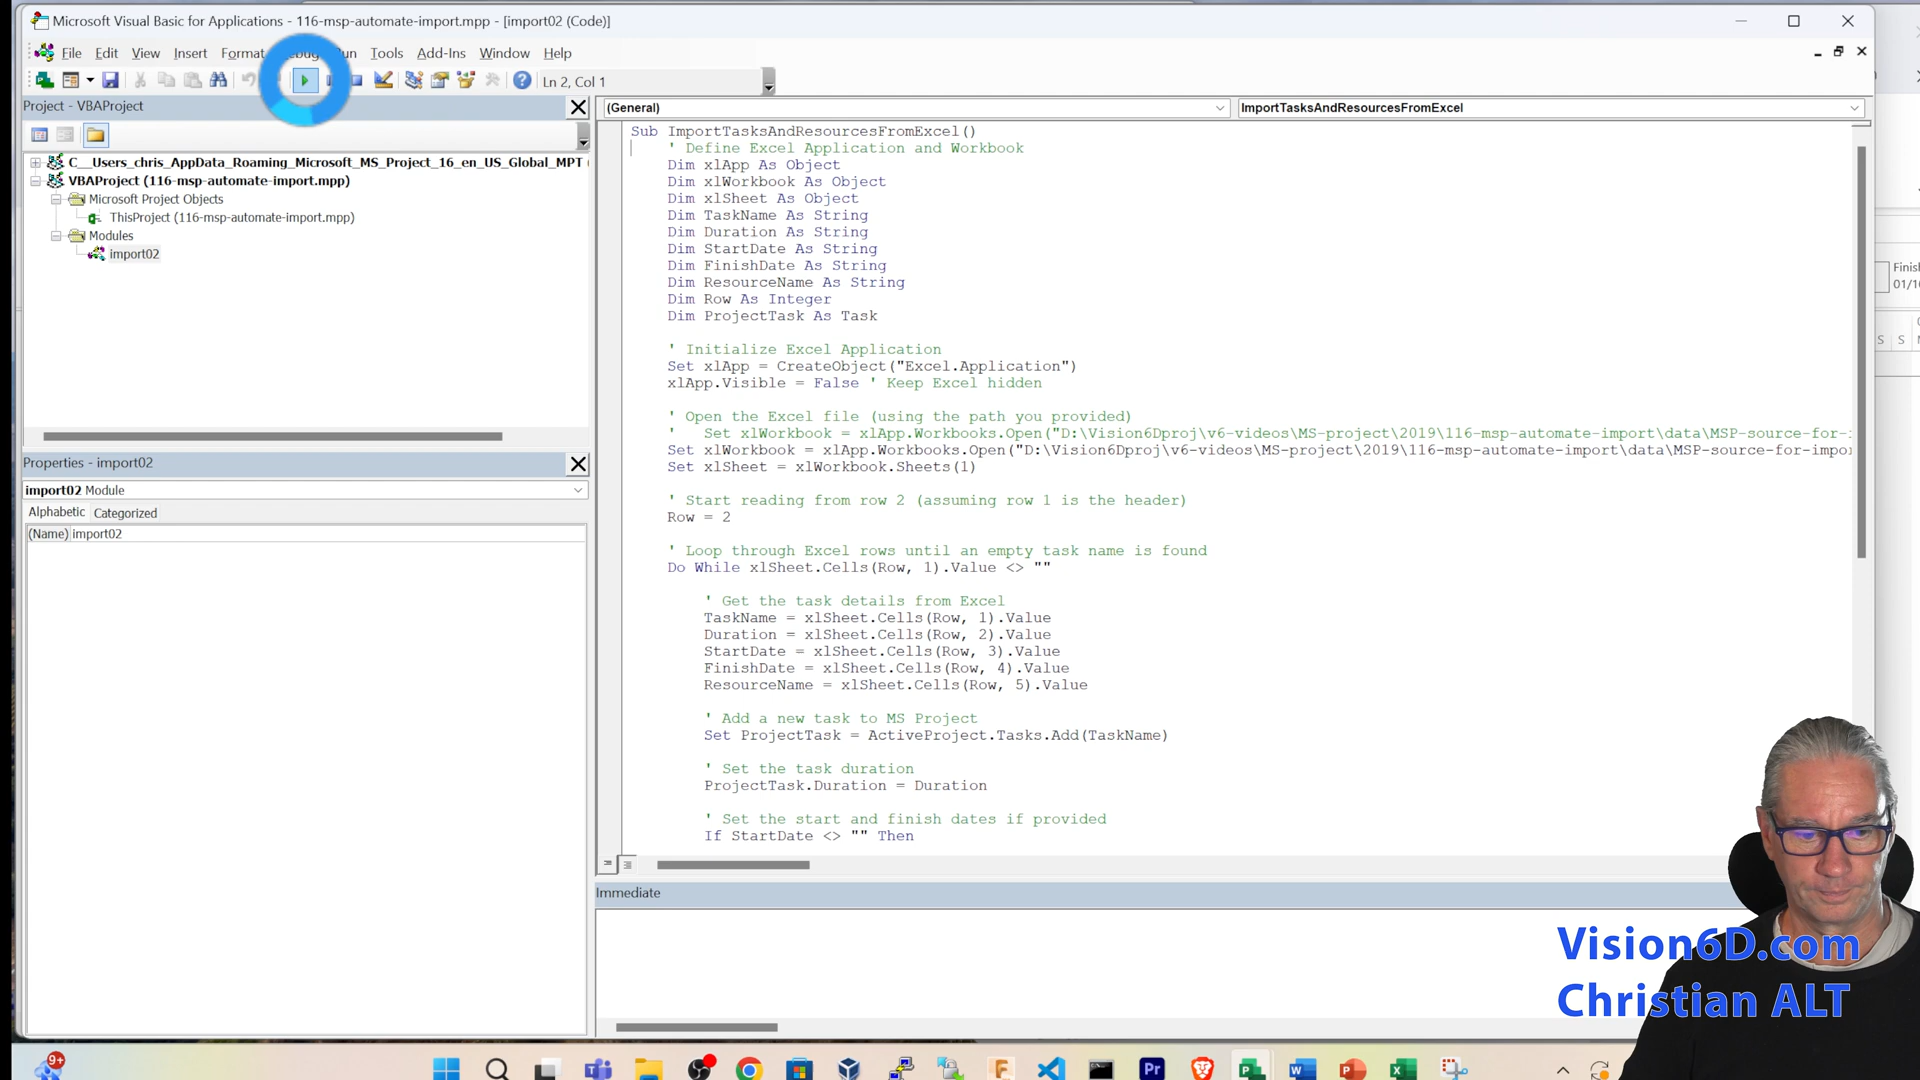 Microsoft Visual Basic for Applications - 116-msp-automate-import.mpp - [import02 (Code)]
File Edit View Insert Format Debug Run Tools Add-Ins Window Help
Ln 2, Col 1
Project - VBAProject
C__Users_chris_AppData_Roaming_Microsoft_MS_Project_16_en_US_Global_MPT (
VBAProject (116-msp-automate-import.mpp)
Microsoft Project Objects
ThisProject (116-msp-automate-import.mpp)
Modules
import02
Properties - import02
import02 Module
Alphabetic Categorized
(Name) import02
(General) ImportTasksAndResourcesFromExcel
Sub ImportTasksAndResourcesFromExcel()
' Define Excel Application and Workbook
Dim xlApp As Object
Dim xlWorkbook As Object
Dim xlSheet As Object
Dim TaskName As String
Dim Duration As String
Dim StartDate As String
Dim FinishDate As String
Dim ResourceName As String
Dim Row As Integer
Dim ProjectTask As Task
' Initialize Excel Application
Set xlApp = CreateObject("Excel.Application")
xlApp.Visible = False ' Keep Excel hidden
' Open the Excel file (using the path you provided)
' Set xlWorkbook = xlApp.Workbooks.Open("D:\Vision6Dproj\v6-videos\MS-project\2019\116-msp-automate-import\data\MSP-source-for-i
Set xlWorkbook = xlApp.Workbooks.Open("D:\Vision6Dproj\v6-videos\MS-project\2019\116-msp-automate-import\data\MSP-source-for-impor
Set xlSheet = xlWorkbook.Sheets(1)
' Start reading from row 2 (assuming row 1 is the header)
Row = 2
' Loop through Excel rows until an empty task name is found
Do While xlSheet.Cells(Row, 1).Value <> ""
' Get the task details from Excel
TaskName = xlSheet.Cells(Row, 1).Value
Duration = xlSheet.Cells(Row, 2).Value
StartDate = xlSheet.Cells(Row, 3).Value
FinishDate = xlSheet.Cells(Row, 4).Value
ResourceName = xlSheet.Cells(Row, 5).Value
' Add a new task to MS Project
Set ProjectTask = ActiveProject.Tasks.Add(TaskName)
' Set the task duration
ProjectTask.Duration = Duration
' Set the start and finish dates if provided
If StartDate <> "" Then
Immediate
Finish
01/1
S S
Vision6D.com
Christian ALT
9+
Pr